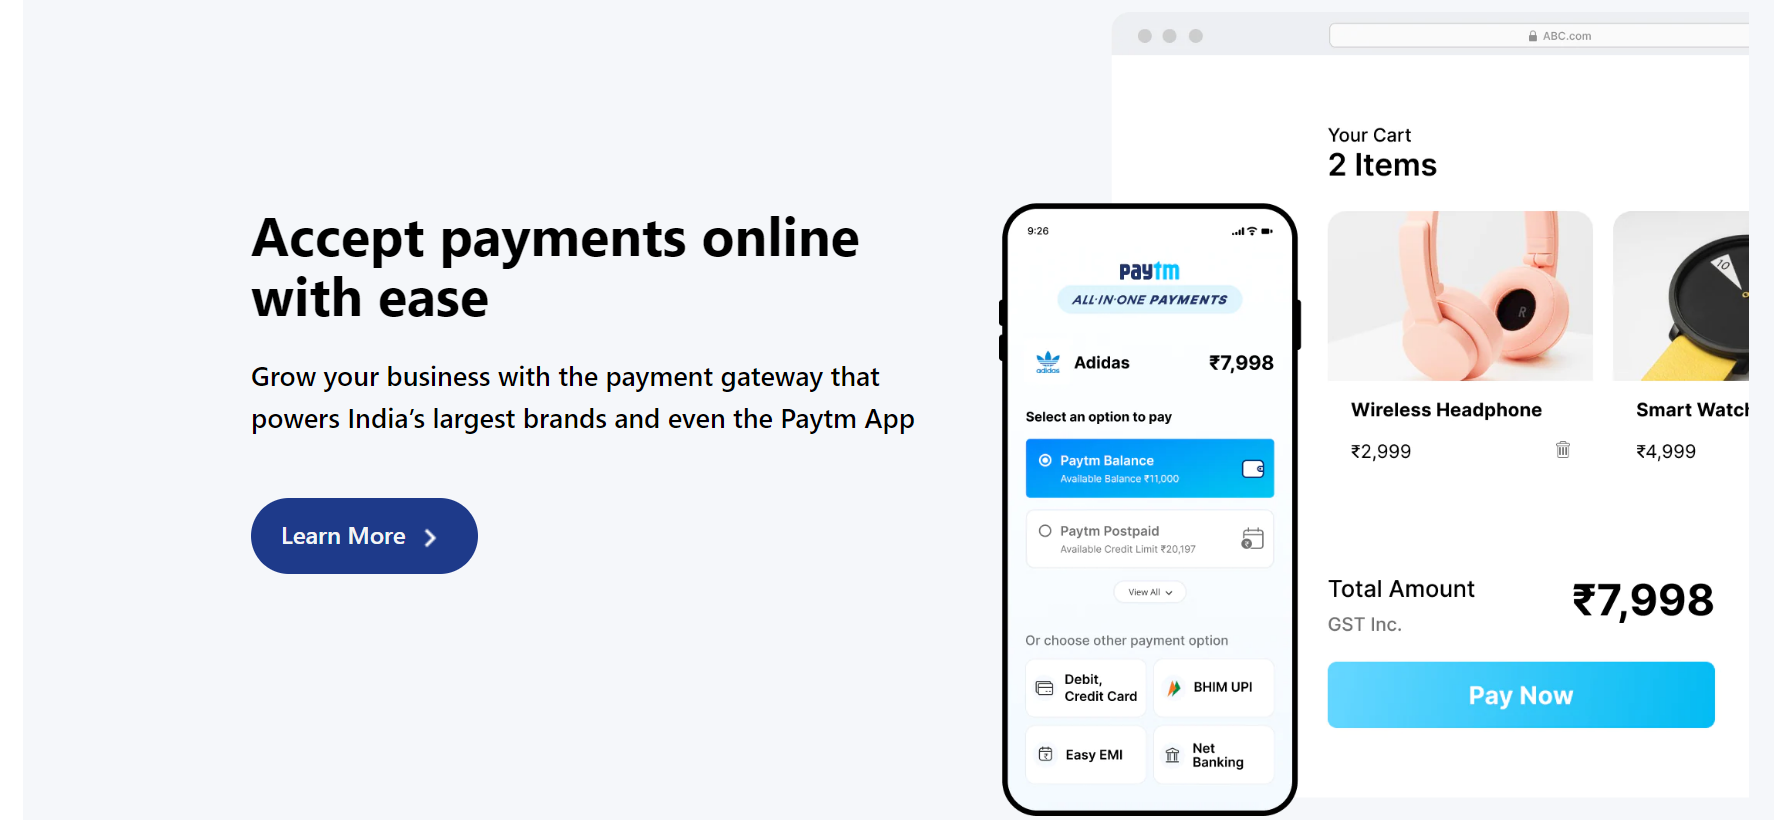 Accept payments online
with ease
Grow your business with the payment gateway that
powers India’s largest brands and even the Paytm App
Learn More
9:26
paytm
ALL·IN·ONE PAYMENTS
adidas
Adidas
₹7,998
Select an option to pay
Paytm Balance
Available Balance ₹11,000
Paytm Postpaid
Available Credit Limit ₹20,197
View All
Or choose other payment option
Debit,
Credit Card
BHIM UPI
Easy EMI
Net
Banking
ABC.com
Your Cart
2 Items
R
10
Wireless Headphone
₹2,999
Smart Watch
₹4,999
Total Amount
₹7,998
GST Inc.
Pay Now